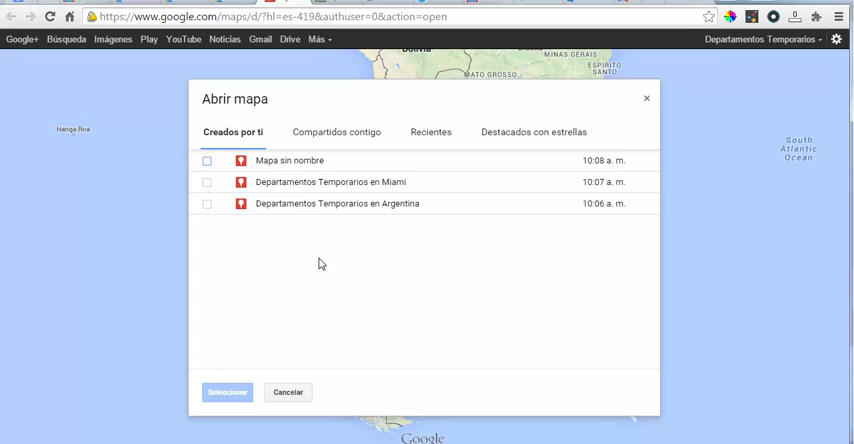 https://www.google.com/maps/d/?hl=es-419&authuser=0&action=open
Google+ Búsqueda Imágenes Play YouTube Noticias Gmail Drive Más
Departamentos Temporarios
Bolivia
MINAS GERAIS
MATO GROSSO
ESPÍRITO
SANTO
Abrir mapa
×
Hanga Roa
Creados por ti Compartidos contigo Recientes Destacados con estrellas
South
Atlantic
Ocean
Mapa sin nombre 10:08 a. m.
Departamentos Temporarios en Miami 10:07 a. m.
Departamentos Temporarios en Argentina 10:06 a. m.
Seleccionar Cancelar
Google